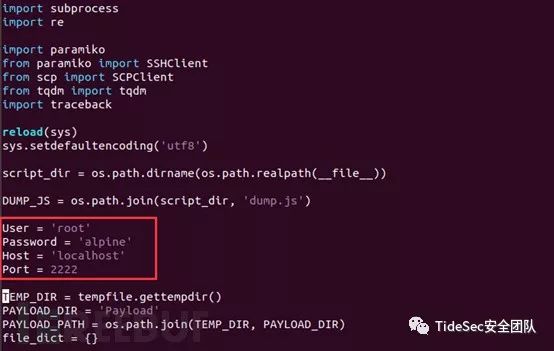 import subprocess
import re
import paramiko
from paramiko import SSHClient
from scp import SCPClient
from tqdm import tqdm
import traceback
reload(sys)
sys.setdefaultencoding('utf8')
script_dir = os.path.dirname(os.path.realpath(__file__))
DUMP_JS = os.path.join(script_dir, 'dump.js')
User = 'root'
Password = 'alpine'
Host = 'localhost'
Port = 2222
TEMP_DIR = tempfile.gettempdir()
PAYLOAD_DIR = 'Payload'
PAYLOAD_PATH = os.path.join(TEMP_DIR, PAYLOAD_DIR)
file_dict = {}
TideSec安全团队